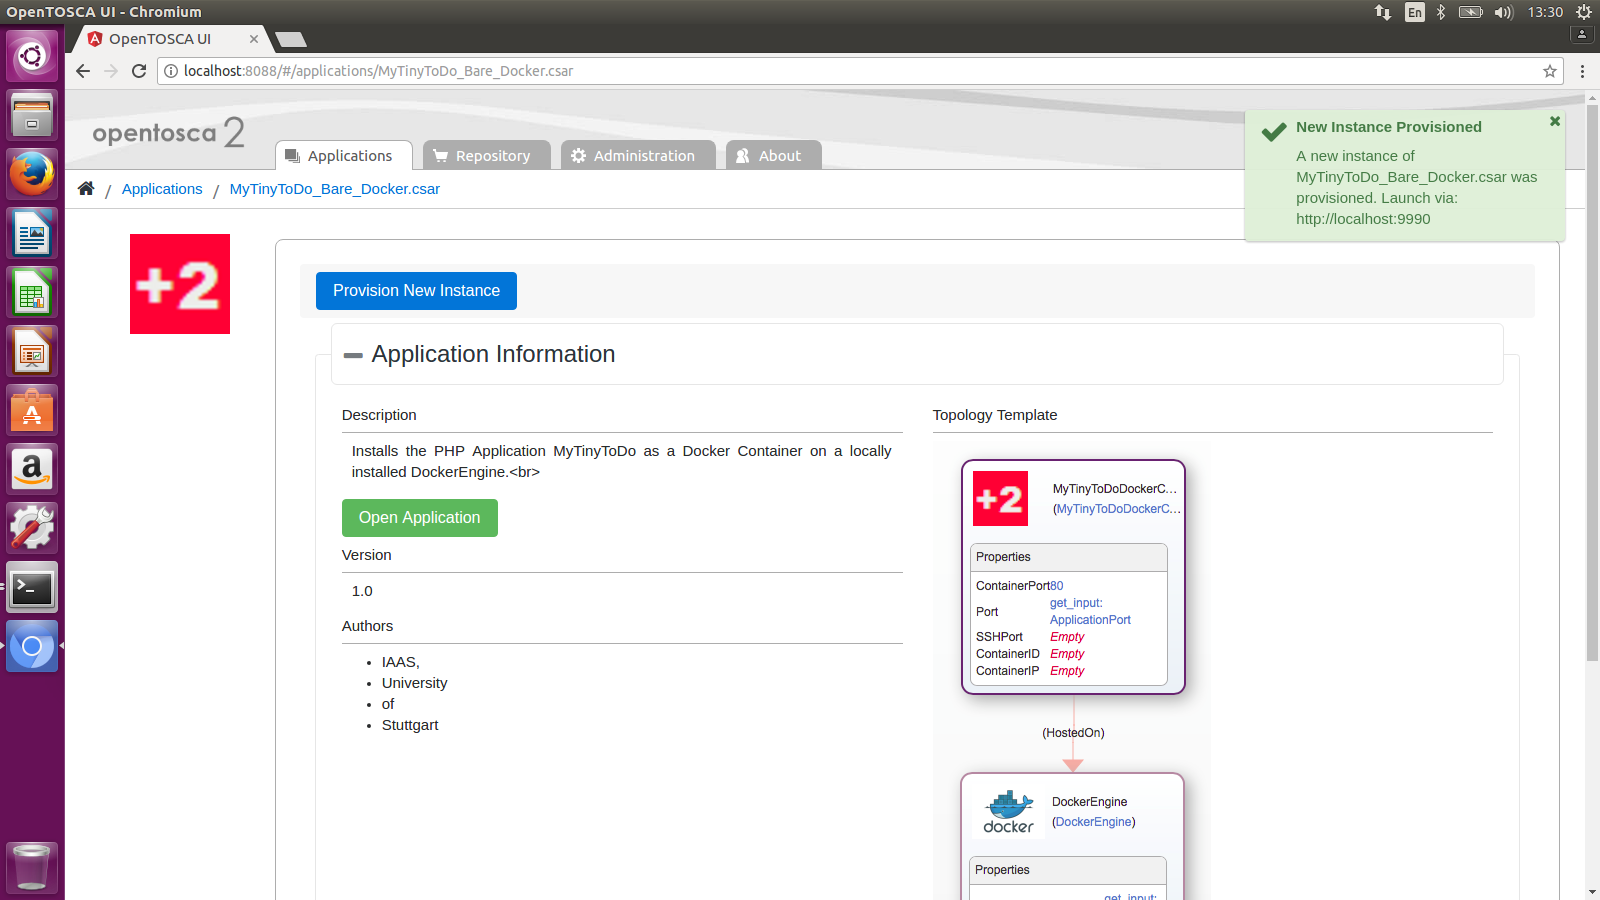 OpenTOSCA UI - Chromium
En
13:30
OpenTOSCA UI
localhost:8088/#/applications/MyTinyToDo_Bare_Docker.csar
opentosca 2
Applications
Repository
Administration
About
New Instance Provisioned
A new instance of
MyTinyToDo_Bare_Docker.csar was
provisioned. Launch via:
http://localhost:9990
/ Applications / MyTinyToDo_Bare_Docker.csar
+2
Provision New Instance
Application Information
Description
Installs the PHP Application MyTinyToDo as a Docker Container on a locally
installed DockerEngine.<br>
Open Application
Version
1.0
Authors
IAAS,
University
of
Stuttgart
Topology Template
+2
MyTinyToDoDockerC...
(MyTinyToDoDockerC...
Properties
ContainerPort 80
Port get_input:
ApplicationPort
SSHPort Empty
ContainerID Empty
ContainerIP Empty
(HostedOn)
docker
DockerEngine
(DockerEngine)
Properties
get_input: